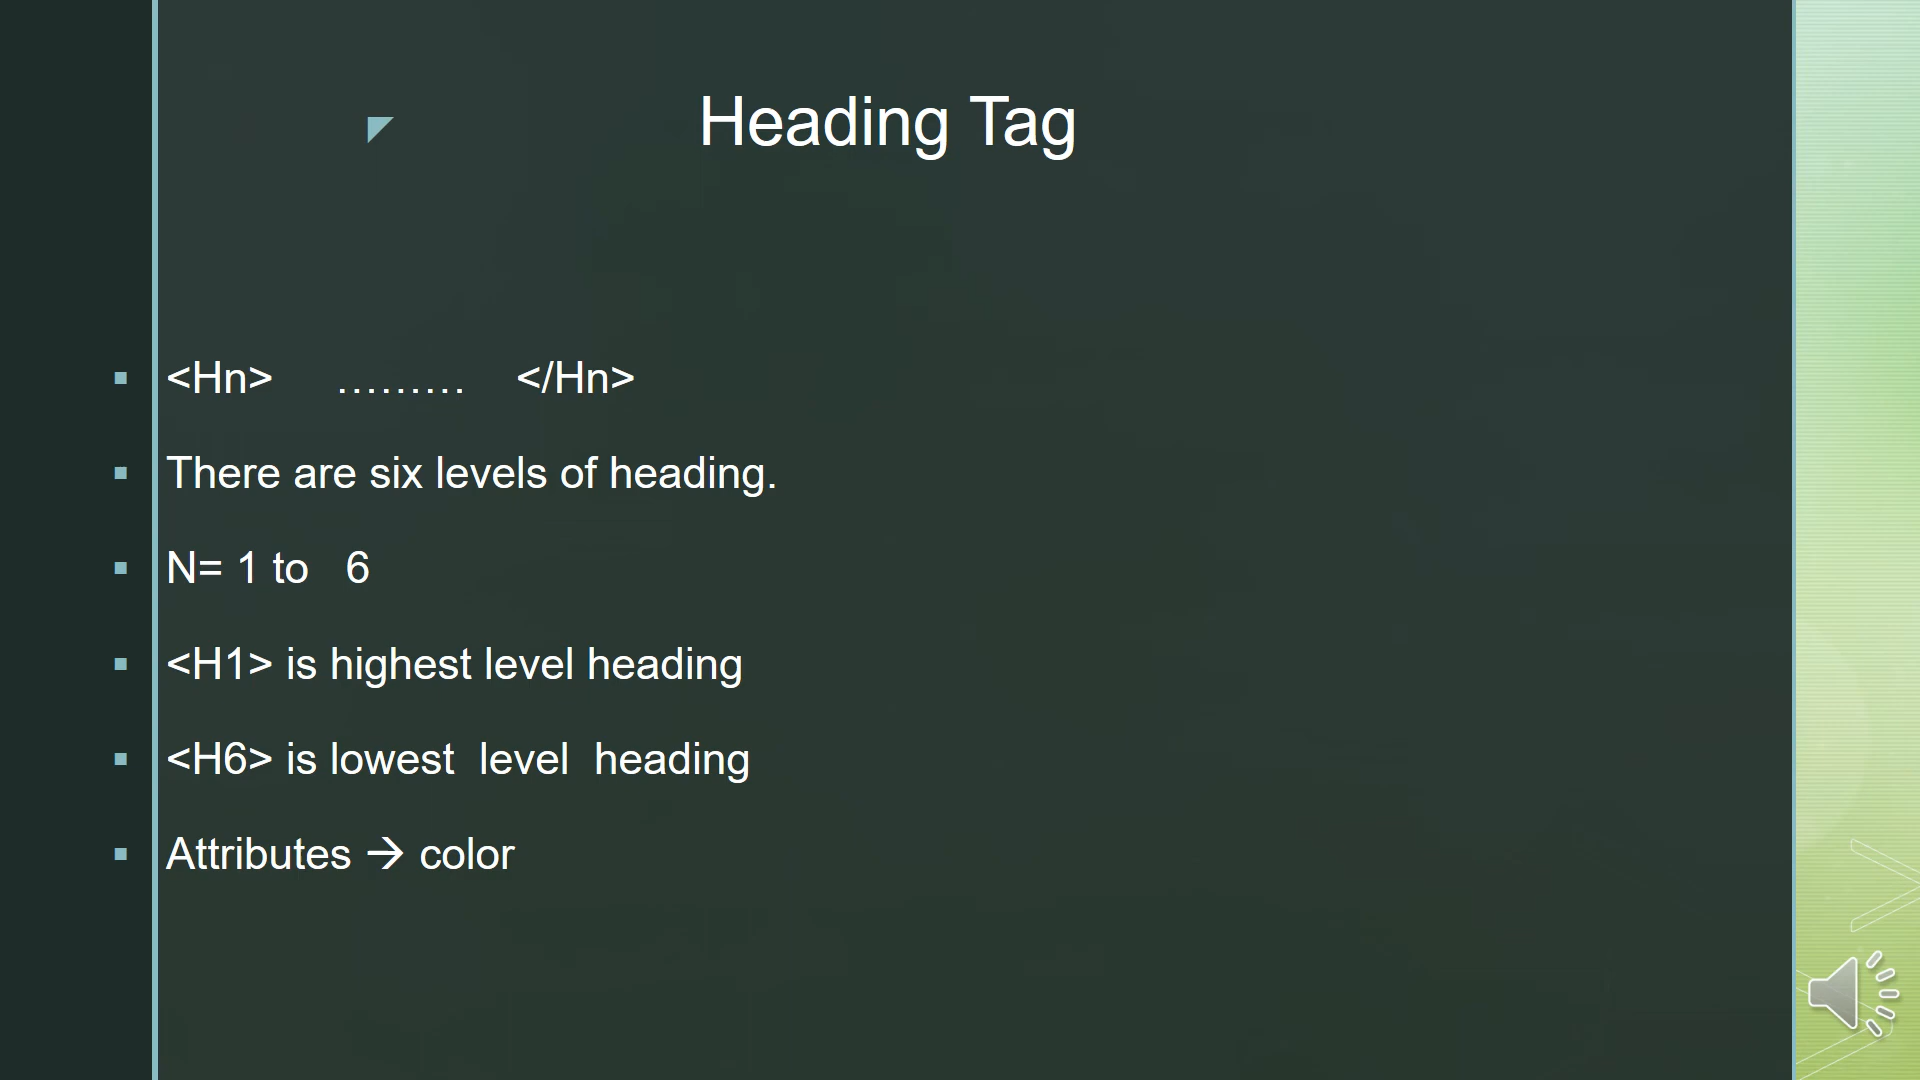 Heading Tag
<Hn> ……… </Hn>
There are six levels of heading.
N= 1 to 6
<H1> is highest level heading
<H6> is lowest level heading
Attributes → color